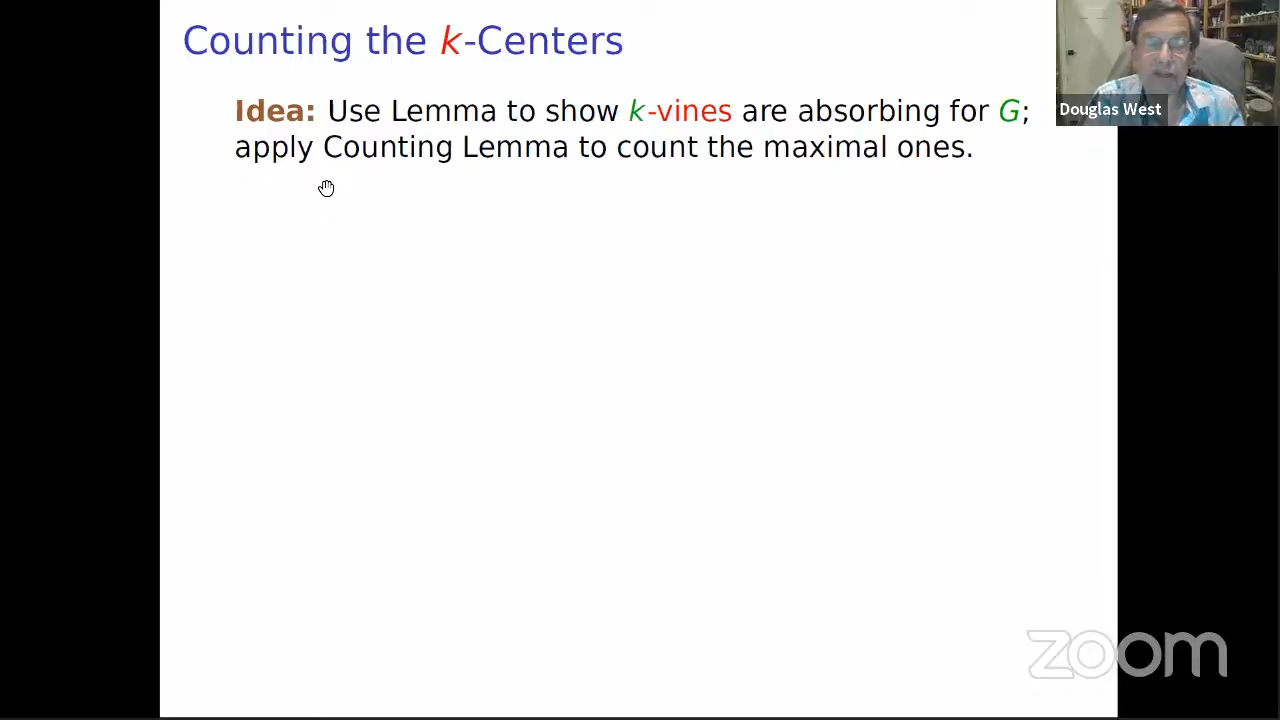 Counting the k-Centers
Idea: Use Lemma to show k-vines are absorbing for G;
apply Counting Lemma to count the maximal ones.
Douglas West
zoom